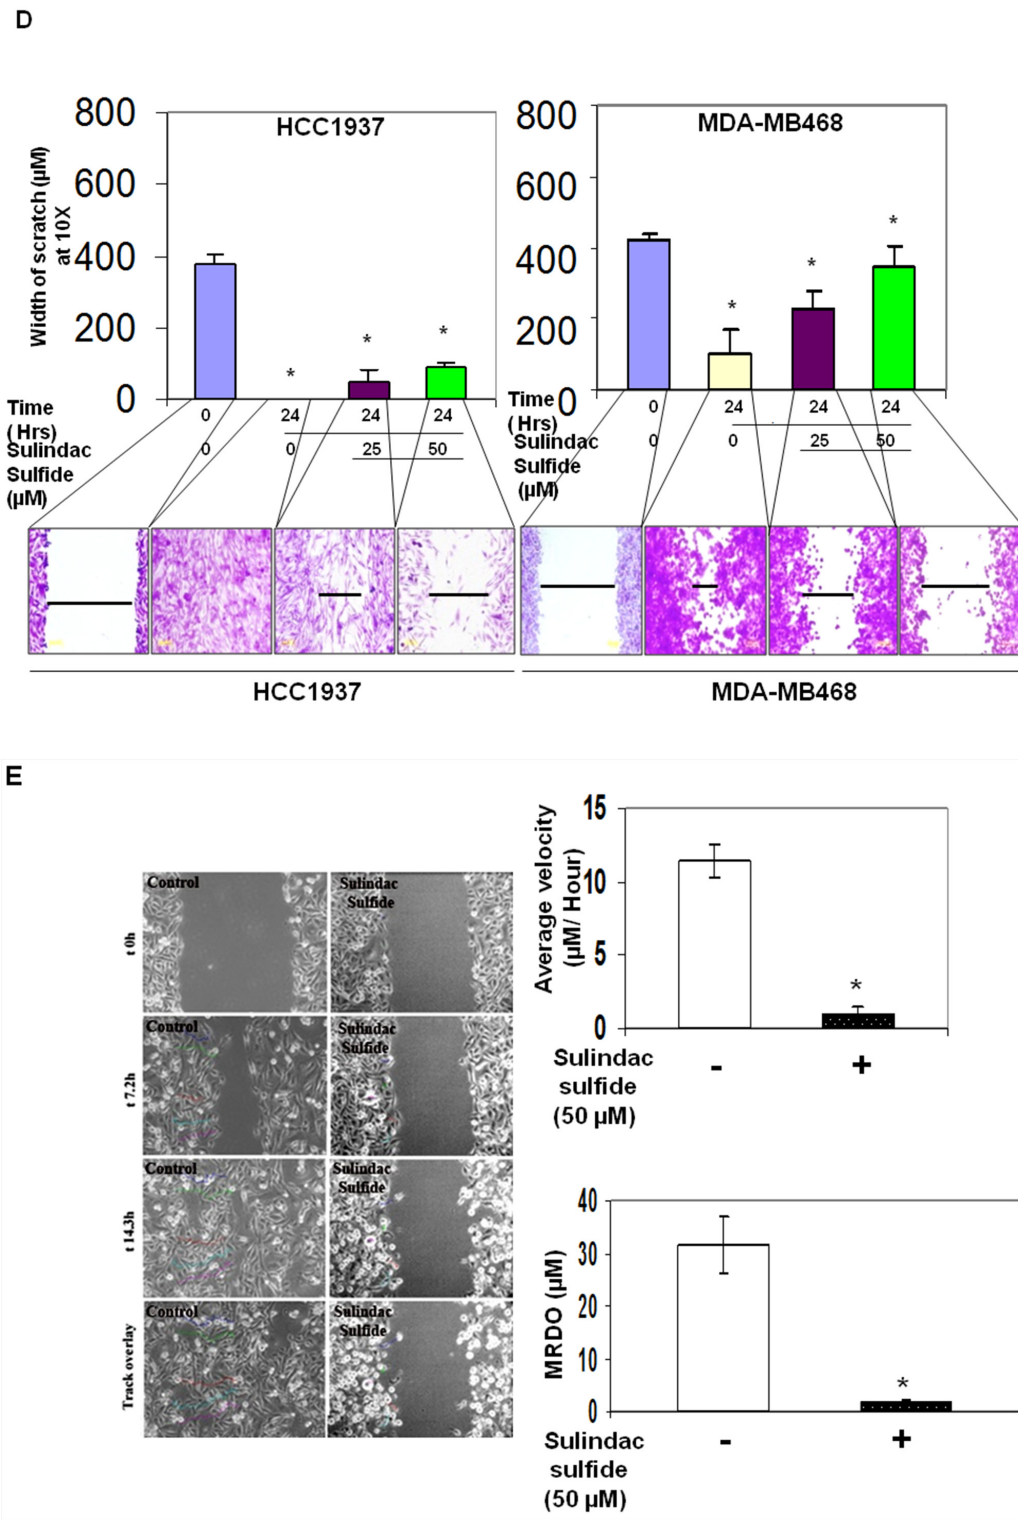 D
HCC1937
MDA-MB468
Width of scratch (µM)
at 10X
800
600
400
200
0
800
600
400
200
0
*
*
*
*
*
*
Time
(Hrs)
0
24
24
24
Sulindac
Sulfide
(µM)
0
0
25
50
Time
(Hrs)
0
24
24
24
Sulindac
Sulfide
(µM)
0
0
25
50
HCC1937
MDA-MB468
E
t 0h
Control
Sulindac
Sulfide
t 7.2h
Control
Sulindac
Sulfide
t 14.3h
Control
Sulindac
Sulfide
Track overlay
Control
Sulindac
Sulfide
Average velocity
(µM/ Hour)
15
10
5
0
*
Sulindac
sulfide
(50 µM)
-
+
MRDO (µM)
40
30
20
10
0
*
Sulindac
sulfide
(50 µM)
-
+